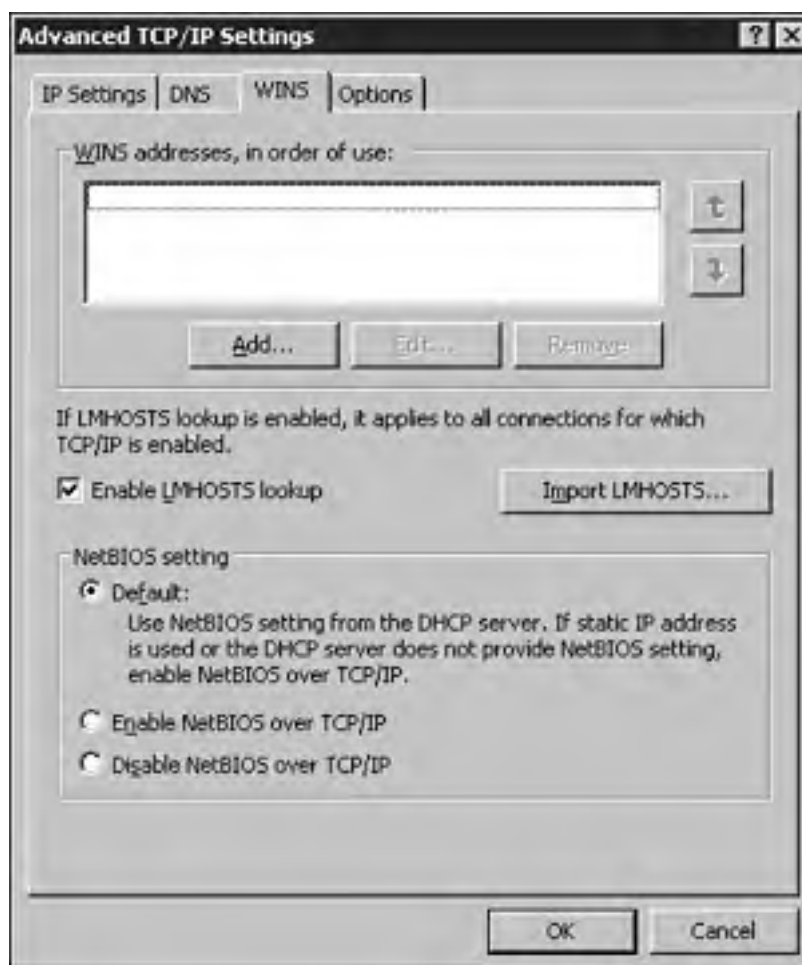 Advanced TCP/IP Settings
IP Settings DNS WINS Options
WINS addresses, in order of use:
Add... Edit... Remove
If LMHOSTS lookup is enabled, it applies to all connections for which
TCP/IP is enabled.
Enable LMHOSTS lookup
Import LMHOSTS...
NetBIOS setting
Default:
Use NetBIOS setting from the DHCP server. If static IP address
is used or the DHCP server does not provide NetBIOS setting,
enable NetBIOS over TCP/IP.
Enable NetBIOS over TCP/IP
Disable NetBIOS over TCP/IP
OK Cancel